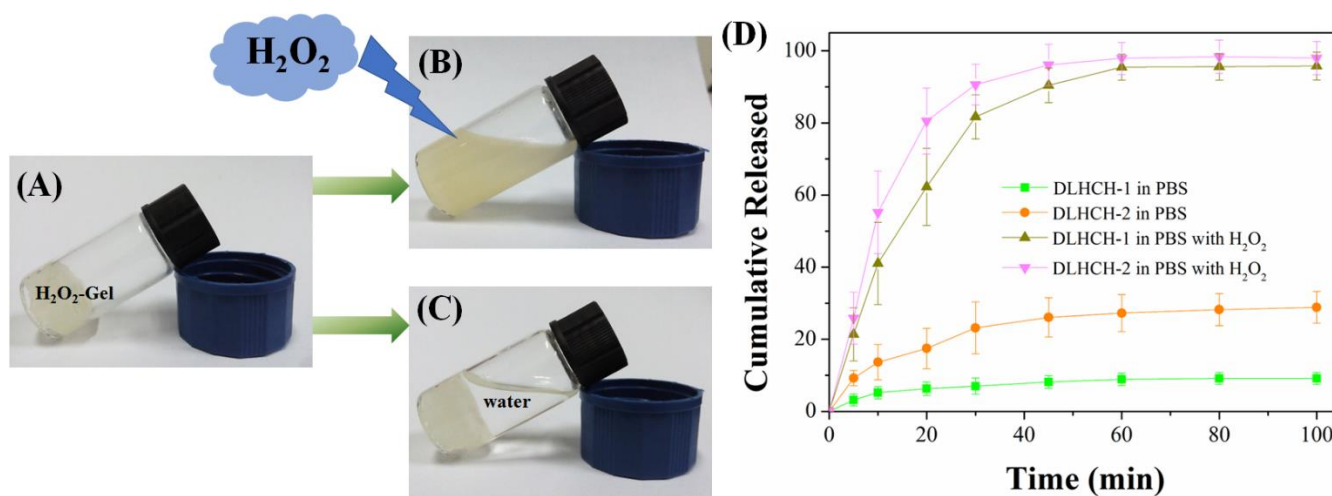 H₂O₂
(A)
H₂O₂-Gel
(B)
(C)
water
(D)
Cumulative Released
100
80
60
40
20
0
DLHCH-1 in PBS
DLHCH-2 in PBS
DLHCH-1 in PBS with H₂O₂
DLHCH-2 in PBS with H₂O₂
0 20 40 60 80 100
Time (min)